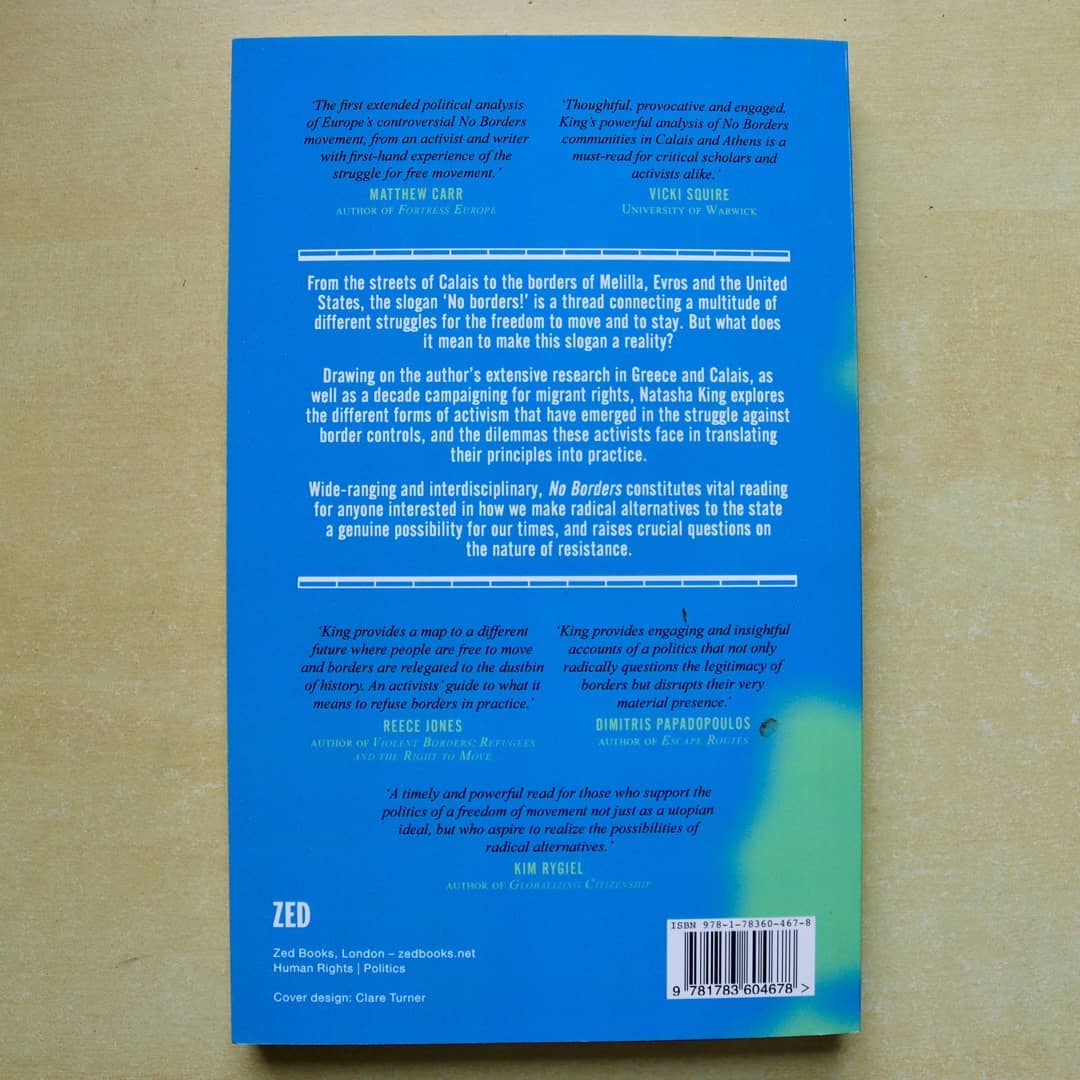 ‘The first extended political analysis
of Europe’s controversial No Borders
movement, from an activist and writer
with first-hand experience of the
struggle for free movement.’
MATTHEW CARR
AUTHOR OF FORTRESS EUROPE
‘Thoughtful, provocative and engaged,
King’s powerful analysis of No Borders
communities in Calais and Athens is a
must-read for critical scholars and
activists alike.’
VICKI SQUIRE
UNIVERSITY OF WARWICK
From the streets of Calais to the borders of Melilla, Evros and the United
States, the slogan ‘No borders!’ is a thread connecting a multitude of
different struggles for the freedom to move and to stay. But what does
it mean to make this slogan a reality?
Drawing on the author’s extensive research in Greece and Calais, as
well as a decade campaigning for migrant rights, Natasha King explores
the different forms of activism that have emerged in the struggle against
border controls, and the dilemmas these activists face in translating
their principles into practice.
Wide-ranging and interdisciplinary, No Borders constitutes vital reading
for anyone interested in how we make radical alternatives to the state
a genuine possibility for our times, and raises crucial questions on
the nature of resistance.
‘King provides a map to a different
future where people are free to move
and borders are relegated to the dustbin
of history. An activists’ guide to what it
means to refuse borders in practice.’
REECE JONES
AUTHOR OF VIOLENT BORDERS: REFUGEES
AND THE RIGHT TO MOVE
‘King provides engaging and insightful
accounts of a politics that not only
radically questions the legitimacy of
borders but disrupts their very
material presence.’
DIMITRIS PAPADOPOULOS
AUTHOR OF ESCAPE ROUTES
‘A timely and powerful read for those who support the
politics of a freedom of movement not just as a utopian
ideal, but who aspire to realize the possibilities of
radical alternatives.’
KIM RYGIEL
AUTHOR OF GLOBALIZING CITIZENSHIP
ZED
Zed Books, London – zedbooks.net
Human Rights | Politics
Cover design: Clare Turner
ISBN 978-1-78360-467-8
9 781783 604678 >